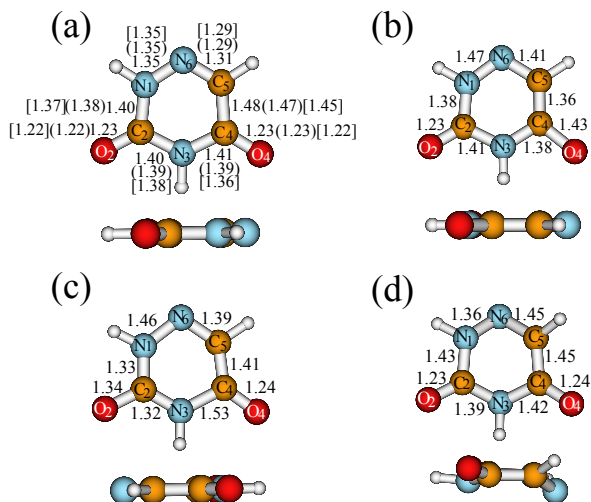 (a)
[1.35] [1.29]
(1.35) (1.29)
1.35 N6 1.31
N1 C5
[1.37](1.38) 1.40 1.48(1.47)[1.45]
[1.22](1.22)1.23 C2 C4 1.23(1.23)[1.22]
O2 N3 O4
1.40 1.41
(1.39) (1.39)
[1.38] [1.36]
(b)
1.47 N6 1.41
N1 C5
1.38 1.36
1.23 C2 C4 1.43
O2 1.41 N3 1.38 O4
(c)
1.46 N6 1.39
N1 C5
1.33 1.41
1.34 C2 C4 1.24
O2 1.32 N3 1.53 O4
(d)
1.36 N6 1.45
N1 C5
1.43 1.45
1.23 C2 C4 1.24
O2 1.39 N3 1.42 O4